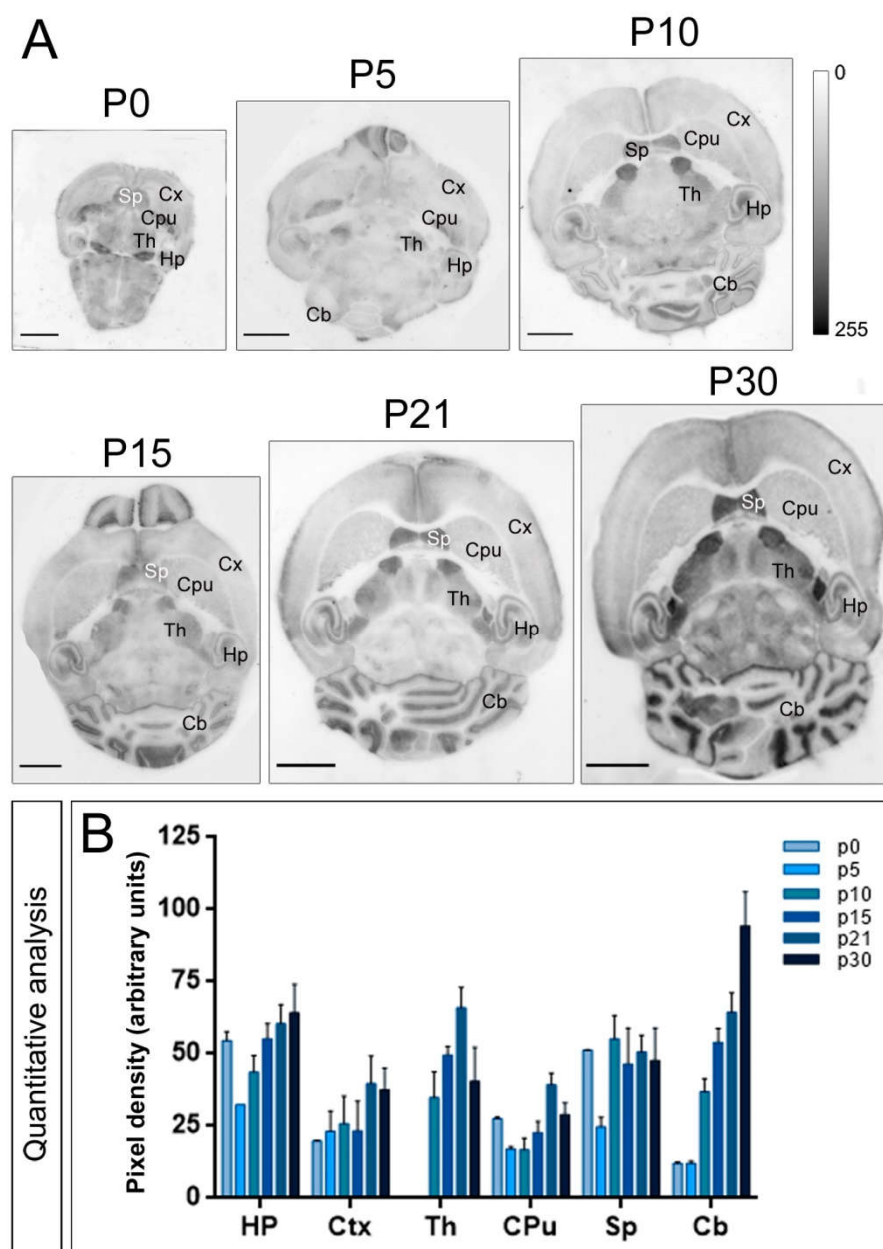 A
P0
P5
P10
0
255
Sp
Cx
Cpu
Th
Hp
Cx
Cpu
Th
Hp
Cb
Cx
Cpu
Sp
Th
Hp
Cb
P15
P21
P30
Sp
Cx
Cpu
Th
Hp
Cb
Sp
Cx
Cpu
Th
Hp
Cb
Cx
Sp
Cpu
Th
Hp
Cb
Quantitative analysis
B
Pixel density (arbitrary units)
125
100
75
50
25
0
HP Ctx Th CPu Sp Cb
p0
p5
p10
p15
p21
p30